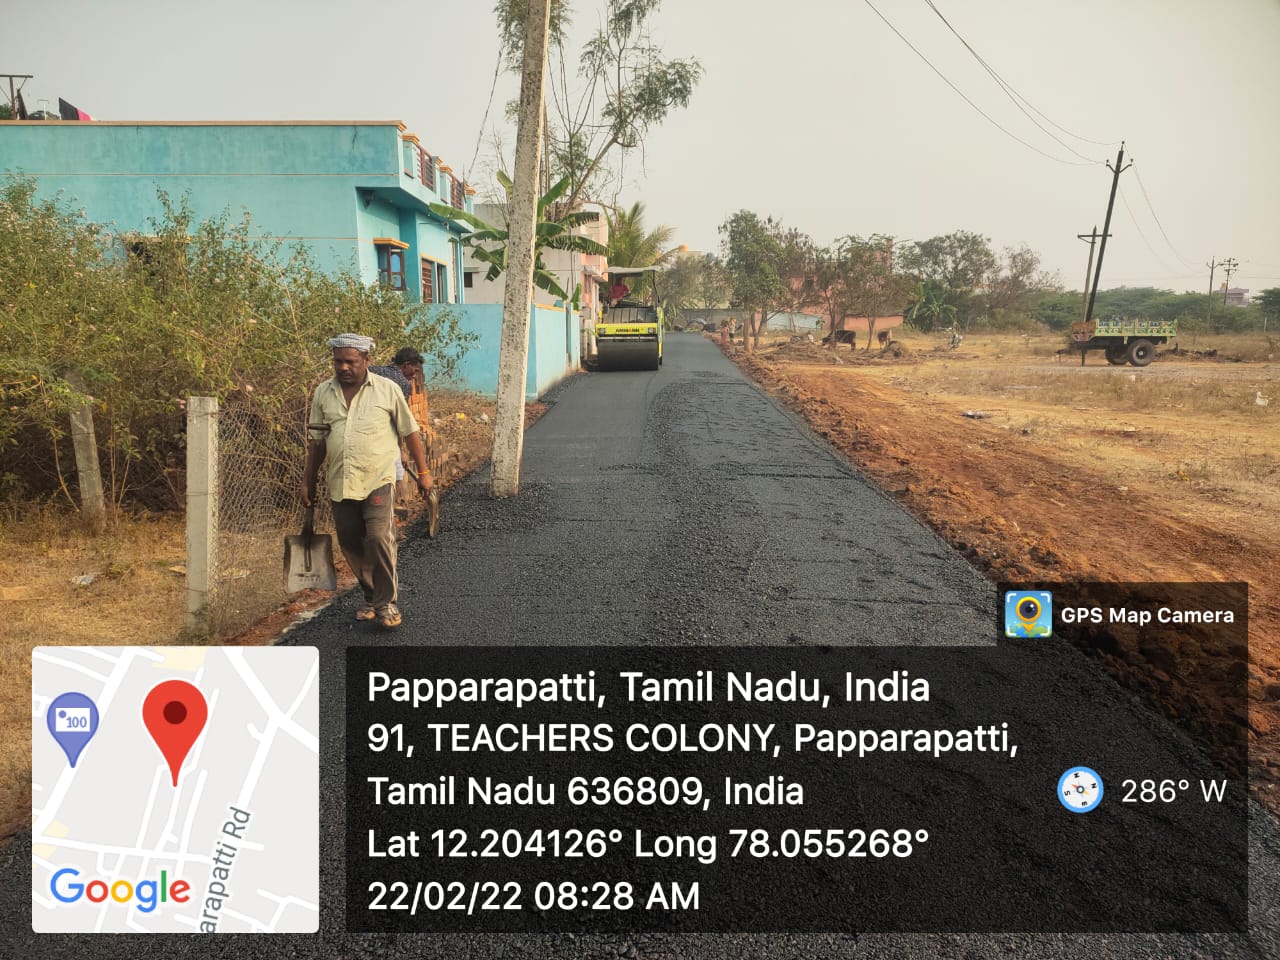 GPS Map Camera
Papparapatti, Tamil Nadu, India
91, TEACHERS COLONY, Papparapatti,
Tamil Nadu 636809, India
Lat 12.204126° Long 78.055268°
22/02/22 08:28 AM
286° W
100
arapatti Rd
Google